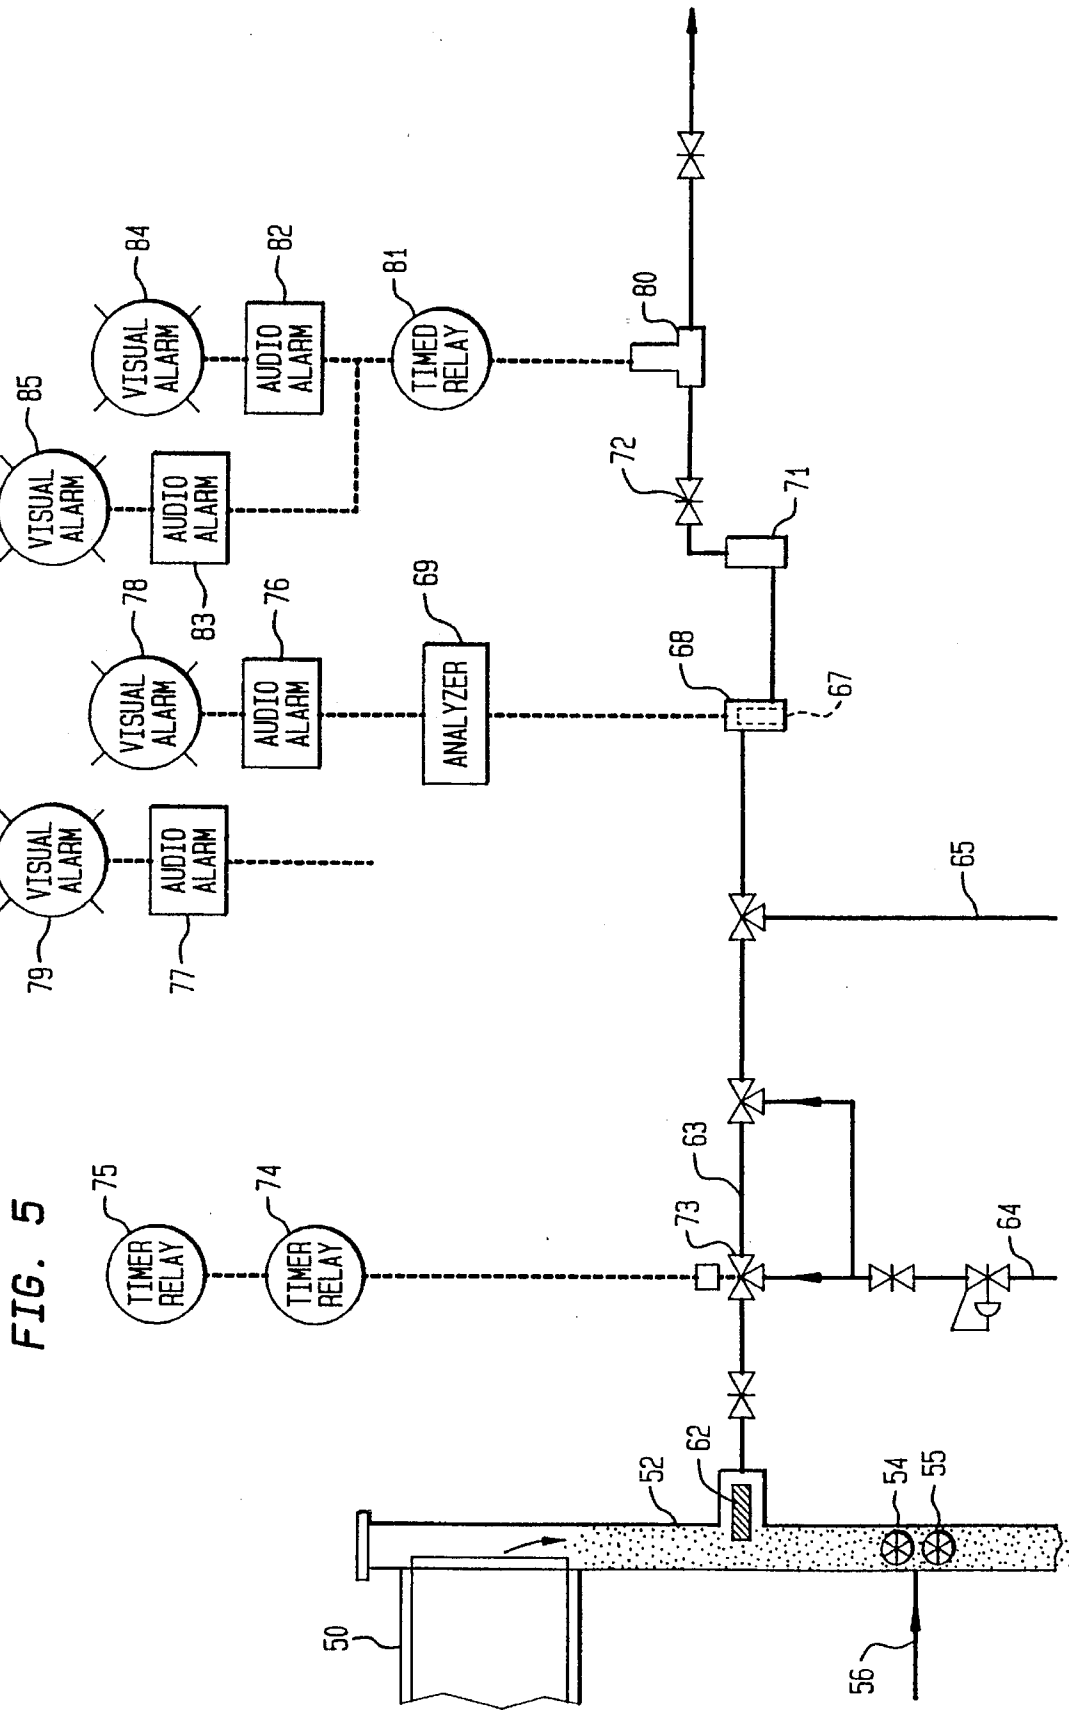 FIG. 5
75
TIMER
RELAY
74
TIMER
RELAY
79
VISUAL
ALARM
77
AUDIO
ALARM
78
VISUAL
ALARM
76
AUDIO
ALARM
69
ANALYZER
85
VISUAL
ALARM
83
AUDIO
ALARM
84
VISUAL
ALARM
82
AUDIO
ALARM
81
TIMED
RELAY
80
72
71
68
67
65
63
73
64
62
52
54
55
50
56